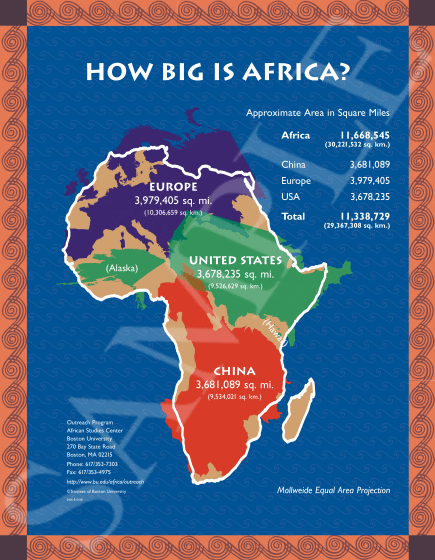 HOW BIG IS AFRICA?
Approximate Area in Square Miles
Africa 11,668,545
(30,221,532 sq. km.)
China 3,681,089
Europe 3,979,405
USA 3,678,235
Total 11,338,729
(29,367,308 sq. km.)
EUROPE
3,979,405 sq. mi.
(10,306,659 sq. km.)
UNITED STATES
3,678,235 sq. mi.
(9,526,629 sq. km.)
(Alaska)
(Hawaii)
CHINA
3,681,089 sq. mi.
(9,534,021 sq. km.)
Outreach Program
African Studies Center
Boston University
270 Bay State Road
Boston, MA 02215
Phone: 617/353-7303
Fax: 617/353-4975
http://www.bu.edu/africa/outreach
©Trustees of Boston University
Mollweide Equal Area Projection
SAMPLE